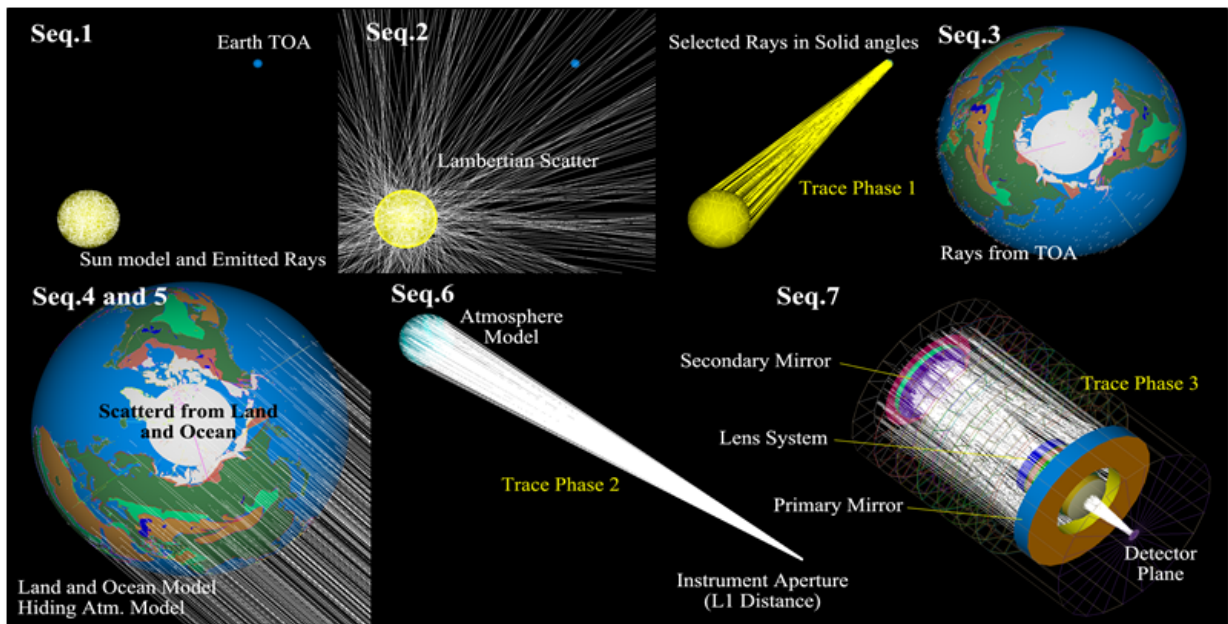 Seq.1
Earth TOA
Sun model and Emitted Rays
Seq.2
Lambertian Scatter
Selected Rays in Solid angles
Trace Phase 1
Seq.3
Rays from TOA
Seq.4 and 5
Scatterd from Land
and Ocean
Land and Ocean Model
Hiding Atm. Model
Seq.6
Atmosphere
Model
Trace Phase 2
Instrument Aperture
(L1 Distance)
Seq.7
Secondary Mirror
Trace Phase 3
Lens System
Primary Mirror
Detector
Plane